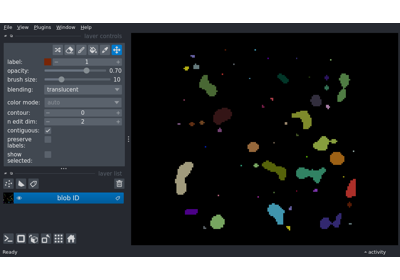 File View Plugins Window Help
layer controls
label: 1
opacity: 0.70
brush size: 10
blending: translucent
color mode: auto
contour: 0
n edit dim: 2
contiguous:
preserve
labels:
show
selected:
layer list
blob ID
Ready
activity